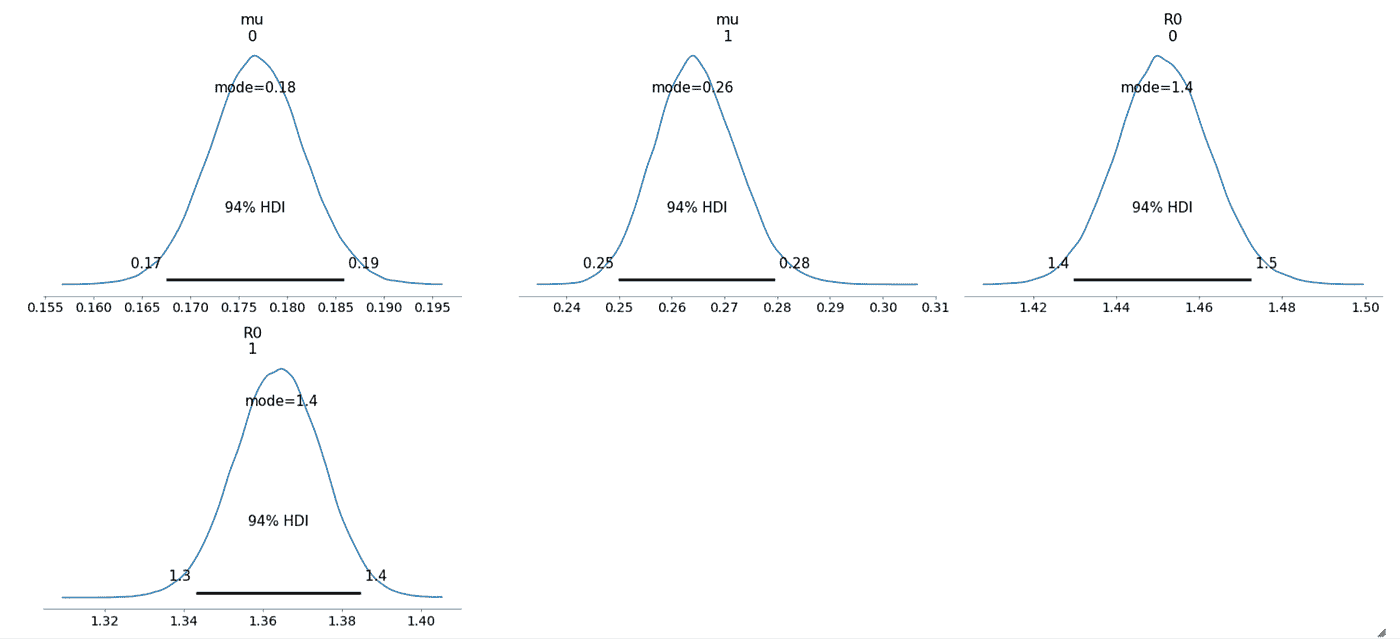 mu
0
mode=0.18
94% HDI
0.17
0.19
0.155 0.160 0.165 0.170 0.175 0.180 0.185 0.190 0.195
mu
1
mode=0.26
94% HDI
0.25
0.28
0.24 0.25 0.26 0.27 0.28 0.29 0.30 0.31
R0
0
mode=1.4
94% HDI
1.4
1.5
1.42 1.44 1.46 1.48 1.50
R0
1
mode=1.4
94% HDI
1.3
1.4
1.32 1.34 1.36 1.38 1.40